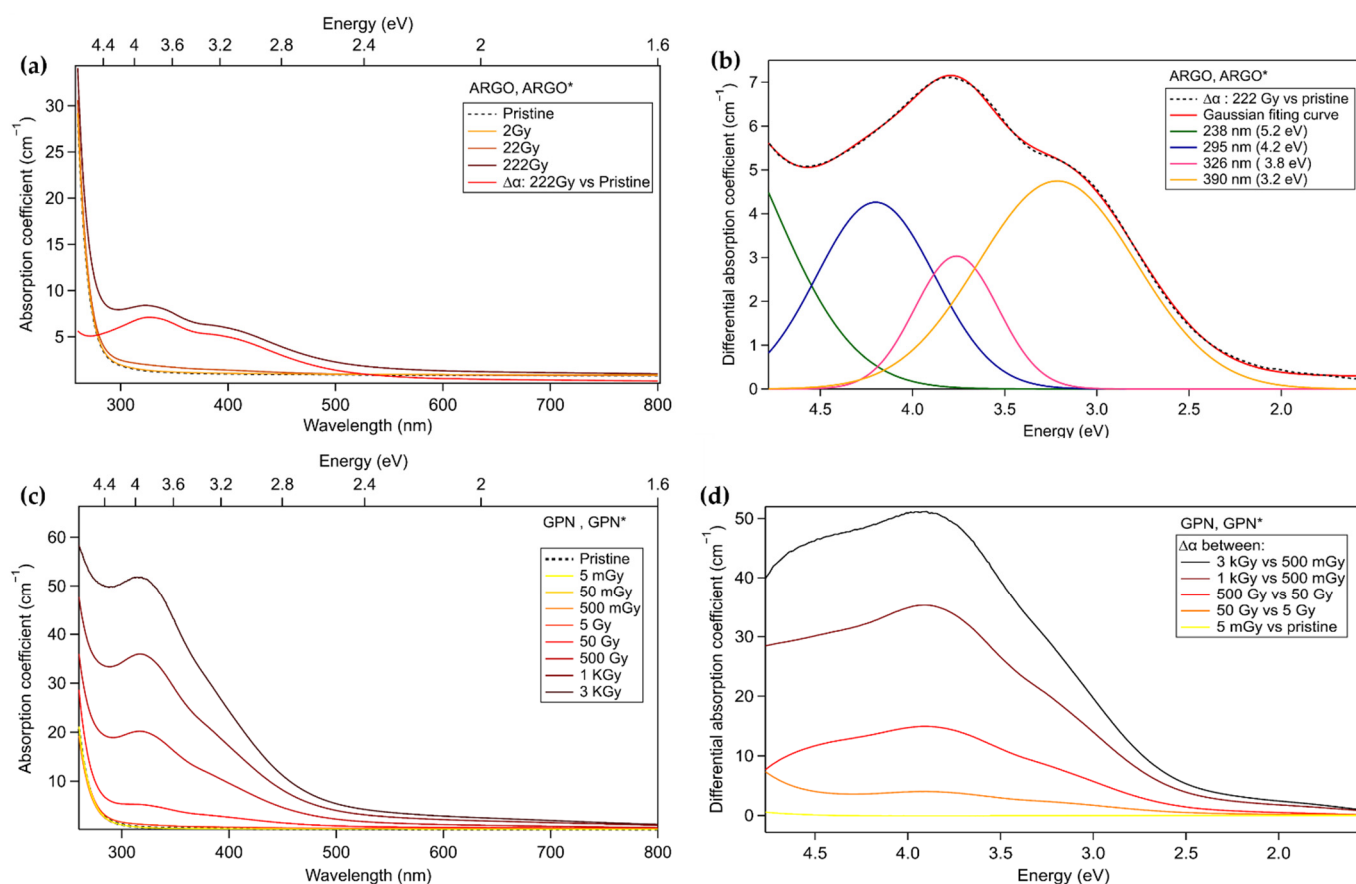 (a)
Energy (eV)
4.4 4 3.6 3.2 2.8 2.4 2 1.6
ARGO, ARGO*
Pristine
2Gy
22Gy
222Gy
Δα: 222Gy vs Pristine
Absorption coefficient (cm⁻¹)
30
25
20
15
10
5
300 400 500 600 700 800
Wavelength (nm)
(b)
ARGO, ARGO*
Δα : 222 Gy vs pristine
Gaussian fiting curve
238 nm (5.2 eV)
295 nm (4.2 eV)
326 nm ( 3.8 eV)
390 nm (3.2 eV)
Differential absorption coefficient (cm⁻¹)
7
6
5
4
3
2
1
0
4.5 4.0 3.5 3.0 2.5 2.0
Energy (eV)
(c)
Energy (eV)
4.4 4 3.6 3.2 2.8 2.4 2 1.6
GPN , GPN*
Pristine
5 mGy
50 mGy
500 mGy
5 Gy
50 Gy
500 Gy
1 KGy
3 KGy
Absorption coefficient (cm⁻¹)
60
50
40
30
20
10
300 400 500 600 700 800
Wavelength (nm)
(d)
GPN, GPN*
Δα between:
3 kGy vs 500 mGy
1 kGy vs 500 mGy
500 Gy vs 50 Gy
50 Gy vs 5 Gy
5 mGy vs pristine
Differential absorption coefficient (cm⁻¹)
50
40
30
20
10
0
4.5 4.0 3.5 3.0 2.5 2.0
Energy (eV)